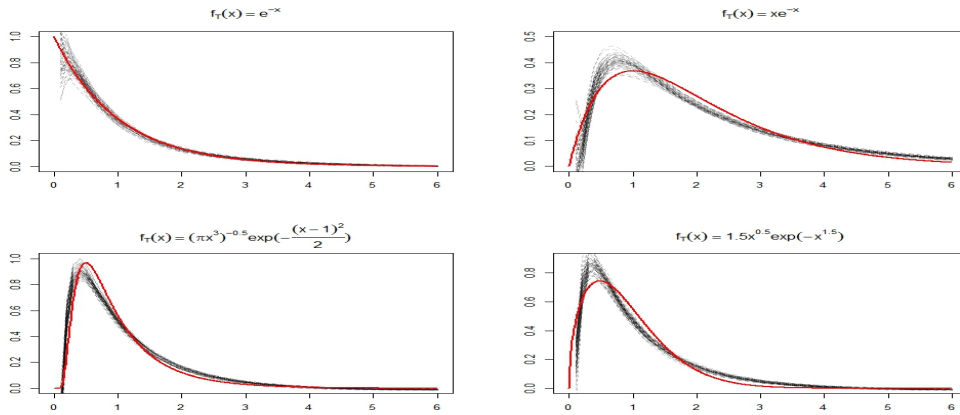 f_T(x) = e^{-x}
1.0
0.8
0.6
0.4
0.2
0.0
0 1 2 3 4 5 6
f_T(x) = xe^{-x}
0.5
0.4
0.3
0.2
0.1
0.0
0 1 2 3 4 5 6
f_T(x) = (πx^3)^{-0.5}exp(-\frac{(x-1)^2}{2})
1.0
0.8
0.6
0.4
0.2
0.0
0 1 2 3 4 5 6
f_T(x) = 1.5x^{0.5}exp(-x^{1.5})
0.8
0.6
0.4
0.2
0.0
0 1 2 3 4 5 6